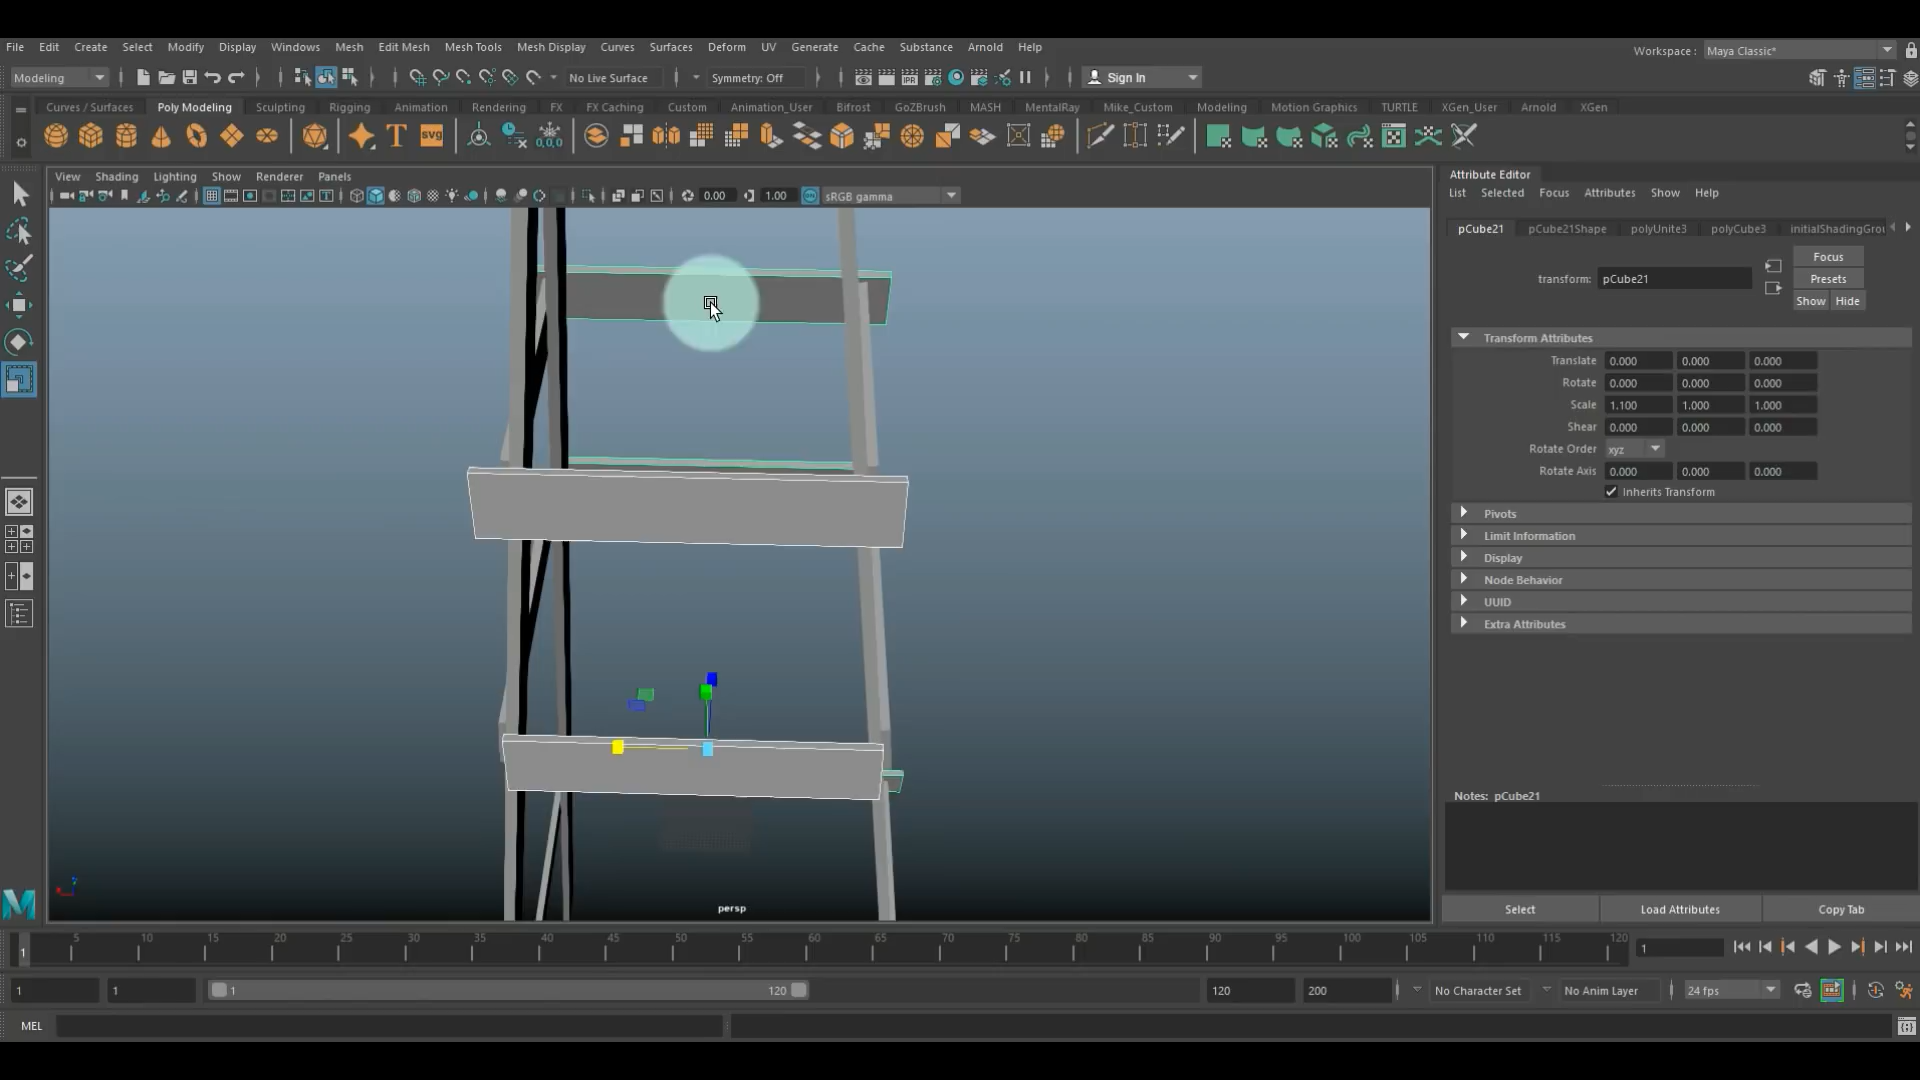 File Edit Create Select Modify Display Windows Mesh Edit Mesh Mesh Tools Mesh Display Curves Surfaces Deform UV Generate Cache Substance Arnold Help
Workspace : Maya Classic*
Modeling No Live Surface Symmetry: Off Sign In
Curves / Surfaces Poly Modeling Sculpting Rigging Animation Rendering FX FX Caching Custom Animation_User Bifrost GoZBrush MASH MentalRay Mike_Custom Modeling Motion Graphics TURTLE XGen_User Arnold XGen
T SVG 0,0,0
View Shading Lighting Show Renderer Panels
IPR
0.00 1.00 sRGB gamma
persp
Attribute Editor
List Selected Focus Attributes Show Help
pCube21 pCube21Shape polyUnite3 polyCube3 initialShadingGrou
Focus
transform: pCube21
Presets
Show Hide
Transform Attributes
Translate 0.000 0.000 0.000
Rotate 0.000 0.000 0.000
Scale 1.100 1.000 1.000
Shear 0.000 0.000 0.000
Rotate Order xyz
Rotate Axis 0.000 0.000 0.000
Inherits Transform
Pivots
Limit Information
Display
Node Behavior
UUID
Extra Attributes
Notes: pCube21
Select Load Attributes Copy Tab
1 5 10 15 20 25 30 35 40 45 50 55 60 65 70 75 80 85 90 95 100 105 110 115 120 1
1 1 1 120 120 200 No Character Set No Anim Layer 24 fps
MEL